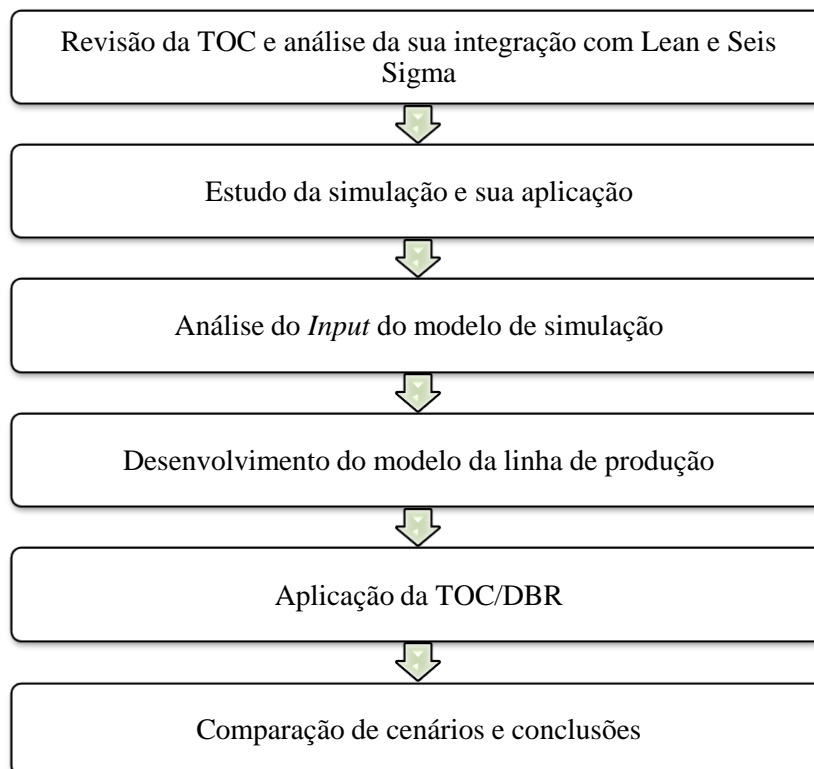 Revisão da TOC e análise da sua integração com Lean e Seis
Sigma
Estudo da simulação e sua aplicação
Análise do Input do modelo de simulação
Desenvolvimento do modelo da linha de produção
Aplicação da TOC/DBR
Comparação de cenários e conclusões